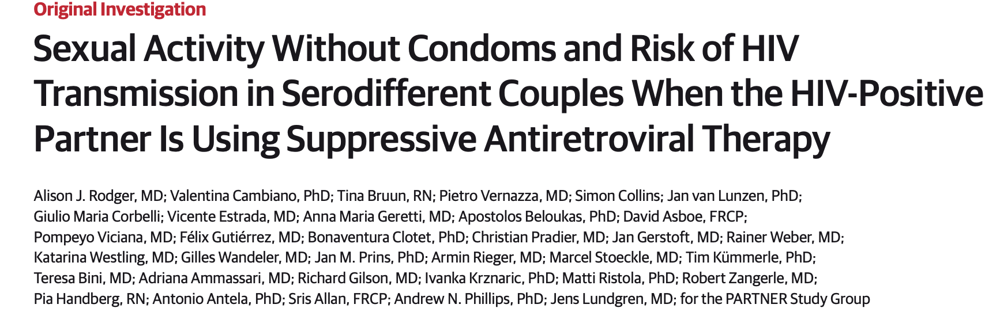 Original Investigation
Sexual Activity Without Condoms and Risk of HIV
Transmission in Serodifferent Couples When the HIV-Positive
Partner Is Using Suppressive Antiretroviral Therapy
Alison J. Rodger, MD; Valentina Cambiano, PhD; Tina Bruun, RN; Pietro Vernazza, MD; Simon Collins; Jan van Lunzen, PhD;
Giulio Maria Corbelli; Vicente Estrada, MD; Anna Maria Geretti, MD; Apostolos Beloukas, PhD; David Asboe, FRCP;
Pompeyo Viciana, MD; Félix Gutiérrez, MD; Bonaventura Clotet, PhD; Christian Pradier, MD; Jan Gerstoft, MD; Rainer Weber, MD;
Katarina Westling, MD; Gilles Wandeler, MD; Jan M. Prins, PhD; Armin Rieger, MD; Marcel Stoeckle, MD; Tim Kümmerle, PhD;
Teresa Bini, MD; Adriana Ammassari, MD; Richard Gilson, MD; Ivanka Krznaric, PhD; Matti Ristola, PhD; Robert Zangerle, MD;
Pia Handberg, RN; Antonio Antela, PhD; Sris Allan, FRCP; Andrew N. Phillips, PhD; Jens Lundgren, MD; for the PARTNER Study Group